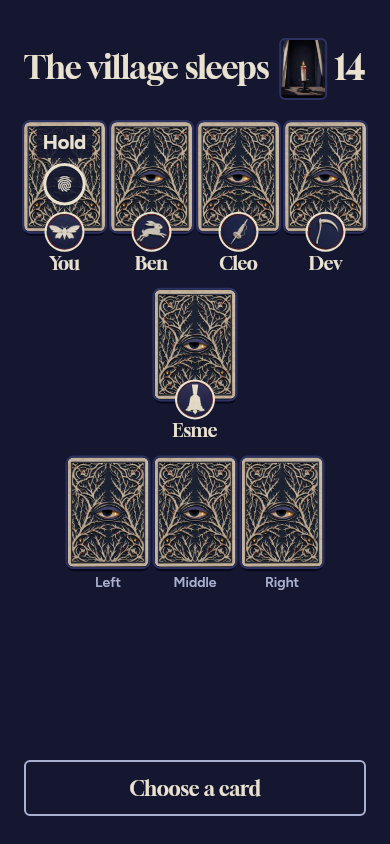 The village sleeps 14
Hold
You Ben Cleo Dev
Esme
Left Middle Right
Choose a card